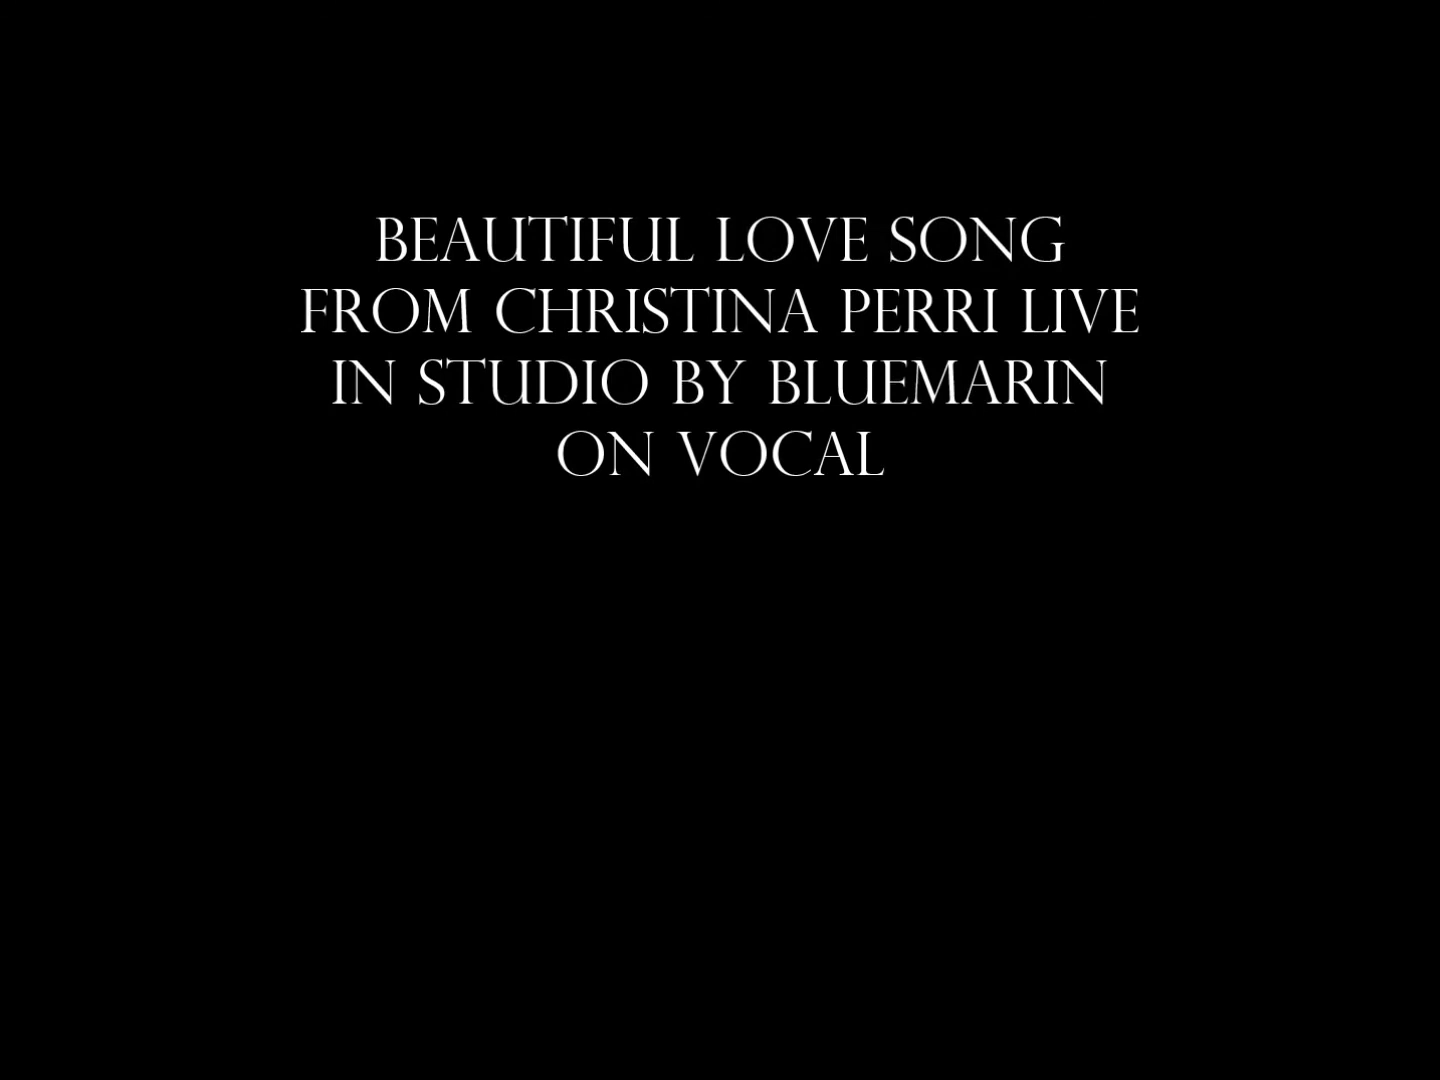 BEAUTIFUL LOVE SONG
FROM CHRISTINA PERRI LIVE
IN STUDIO BY BLUEMARIN
ON VOCAL